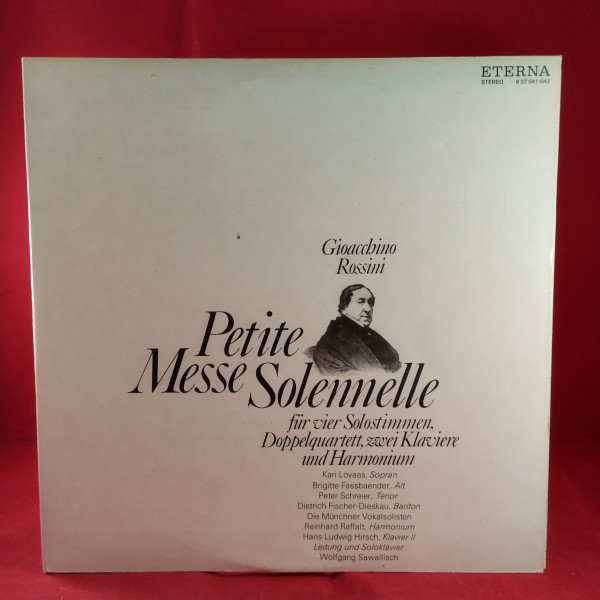 ETERNA
STEREO 8 27 041-042
Gioacchino
Rossini
Petite
Messe Solennelle
für vier Solostimmen,
Doppelquartett, zwei Klaviere
und Harmonium
Kari Lövaas, Sopran
Brigitte Fassbaender, Alt
Peter Schreier, Tenor
Dietrich Fischer-Dieskau, Bariton
Die Münchner Vokalsolisten
Reinhard Raffalt, Harmonium
Hans Ludwig Hirsch, Klavier II
Leitung und Soloklavier
Wolfgang Sawallisch